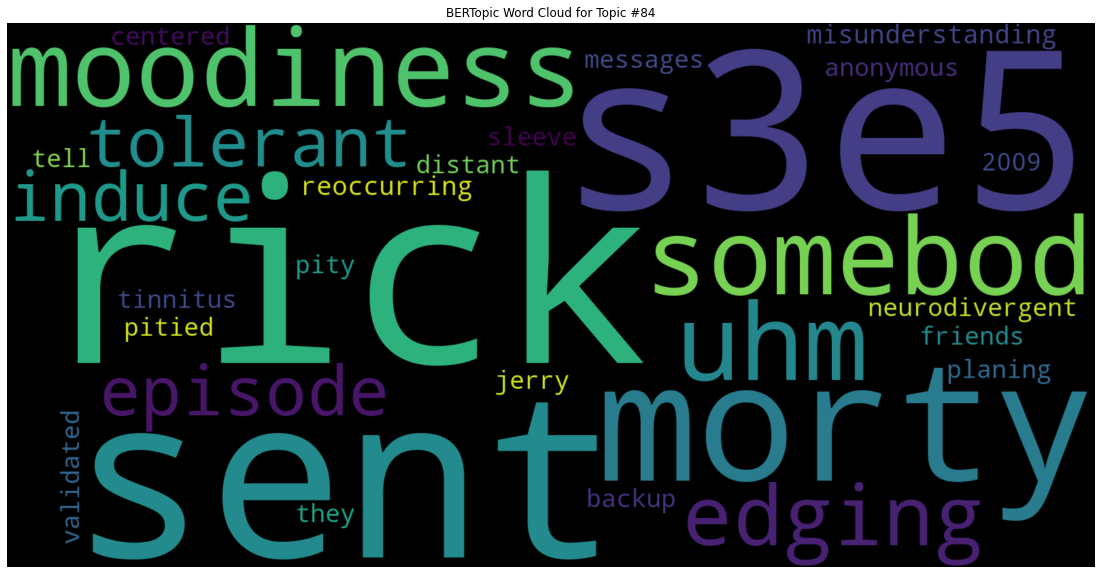 BERTopic Word Cloud for Topic #84
centered
misunderstanding
moodiness
messages
anonymous
s3e5
tolerant
sleeve
tell
distant
2009
induce
reoccurring
rick
somebod
pity
tinnitus
neurodivergent
pitied
uhm
friends
episode
jerry
planing
morty
sent
validated
backup
edging
they